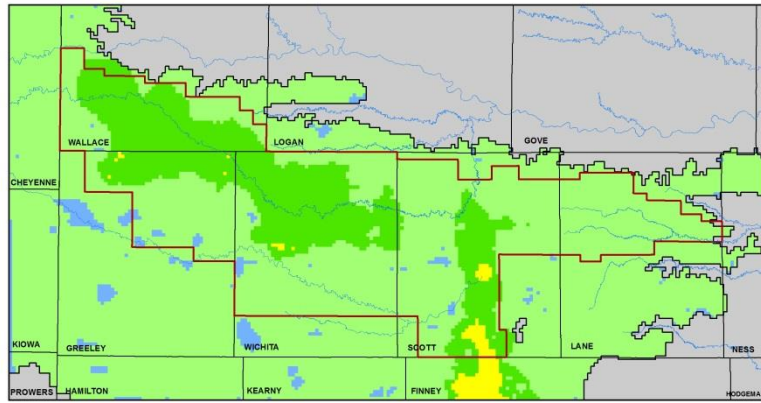 WALLACE
LOGAN
GOVE
CHEYENNE
KIOWA
GREELEY
WICHITA
SCOTT
LANE
NESS
PROWERS
HAMILTON
KEARNY
FINNEY
HODGEMA